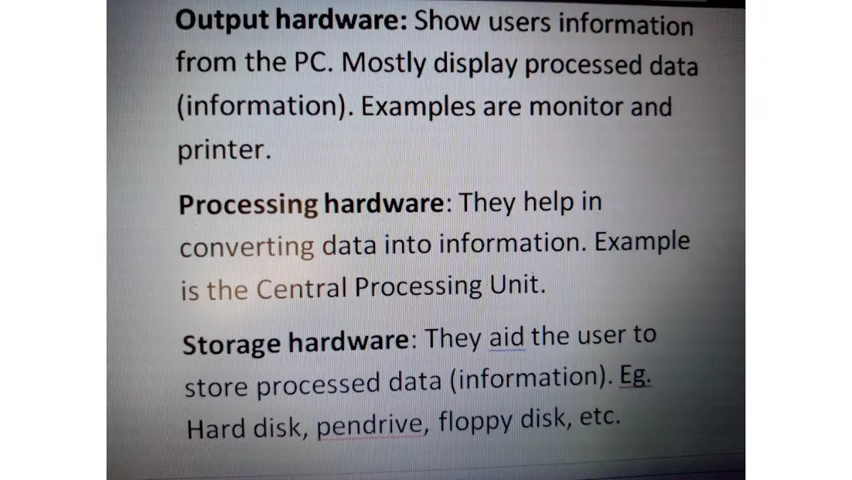 Output hardware: Show users information
from the PC. Mostly display processed data
(information). Examples are monitor and
printer.
Processing hardware: They help in
converting data into information. Example
is the Central Processing Unit.
Storage hardware: They aid the user to
store processed data (information). Eg.
Hard disk, pendrive, floppy disk, etc.